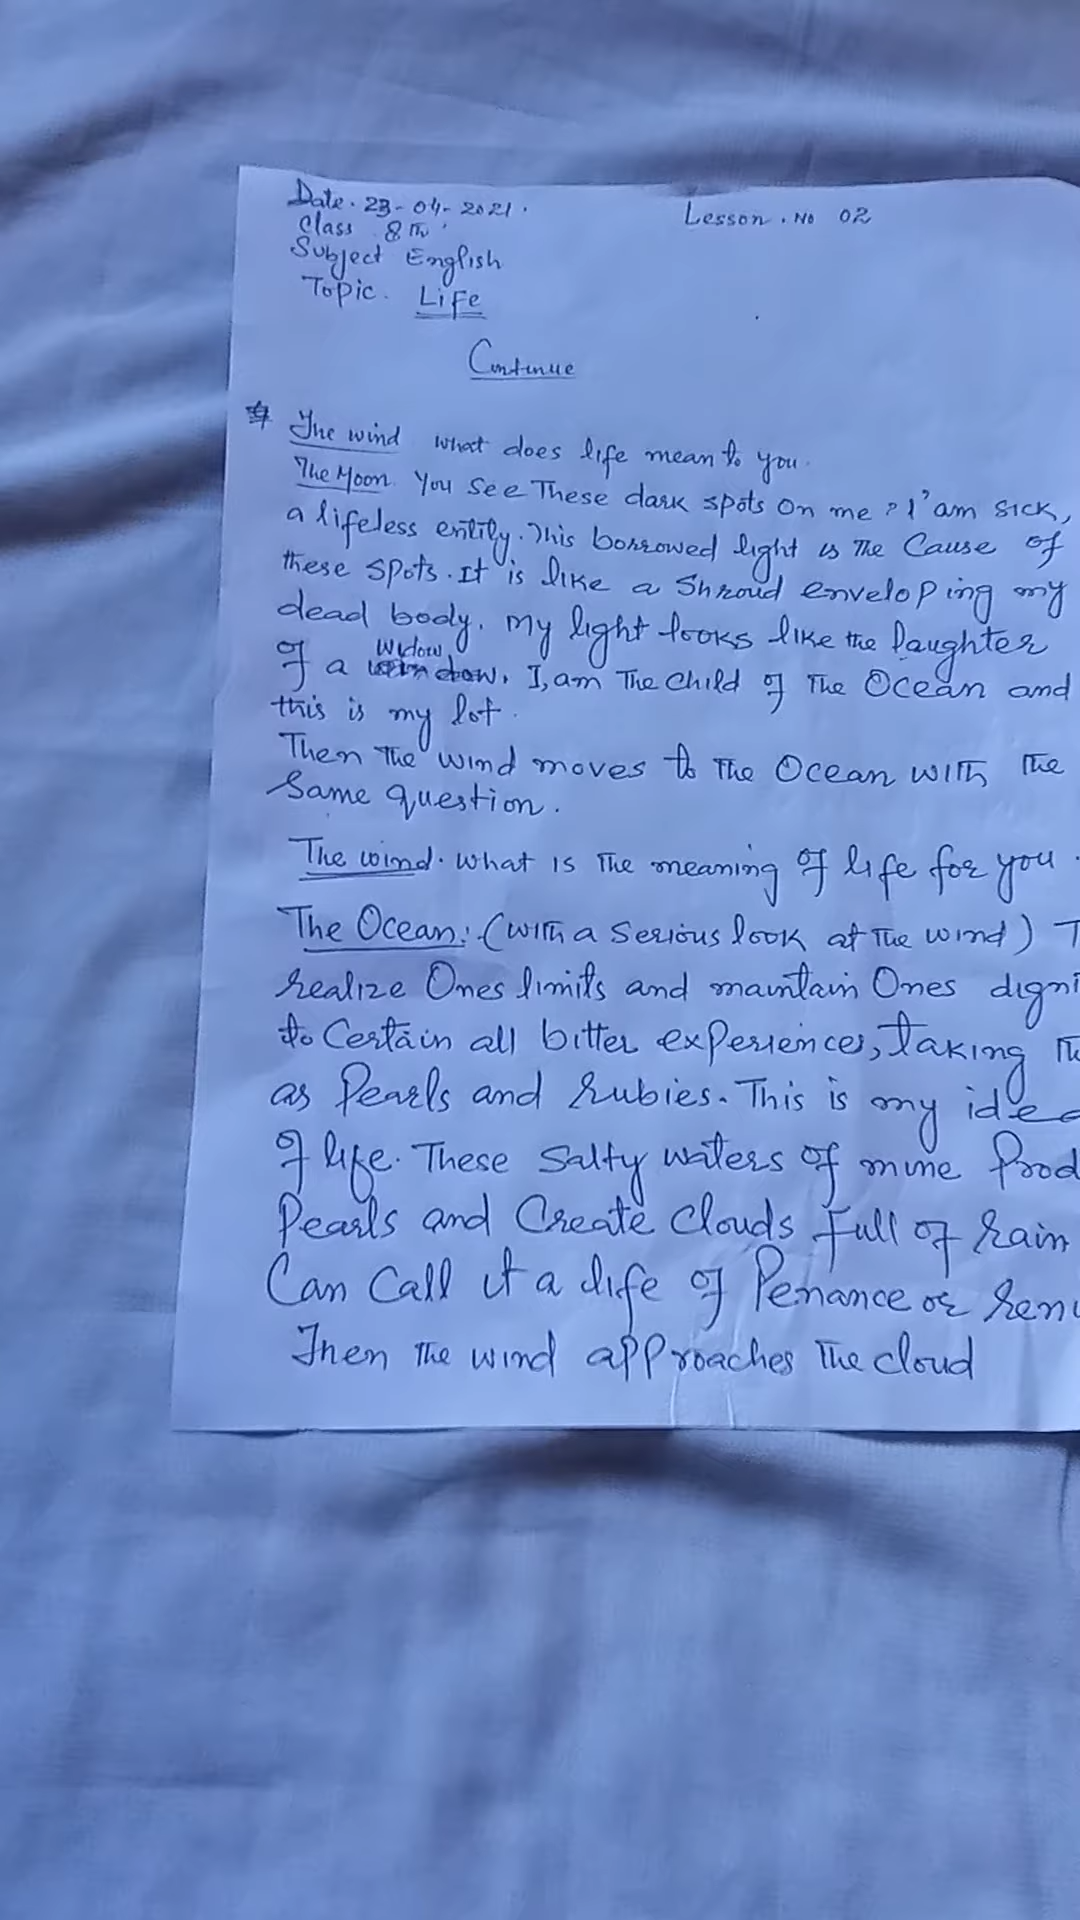 Date. 23-04-2021.
Lesson. No 02
Class 8th
Subject English
Topic. Life
Continue
* The wind what does life mean to you.
The Moon. You See These dark spots on me ? I'am sick,
a lifeless entity. This borrowed light is The Cause of
these spots. It is like a Shroud enveloping my
dead body. my light looks like the laughter
of a widow. I, am The child of The Ocean and
this is my lot.
Then The wind moves to The Ocean with The
Same question.
The wind. What is The meaning of life for you.
The Ocean: (with a Serious look at The wind) T
realize Ones limits and maintain Ones digni
to Certain all bitter experiences, taking Th
as Pearls and Rubies. This is my idea
of life. These Salty waters of mine Prod
Pearls and Create Clouds full of rain
Can Call it a life of Penance or Renu
Then The wind approaches The cloud